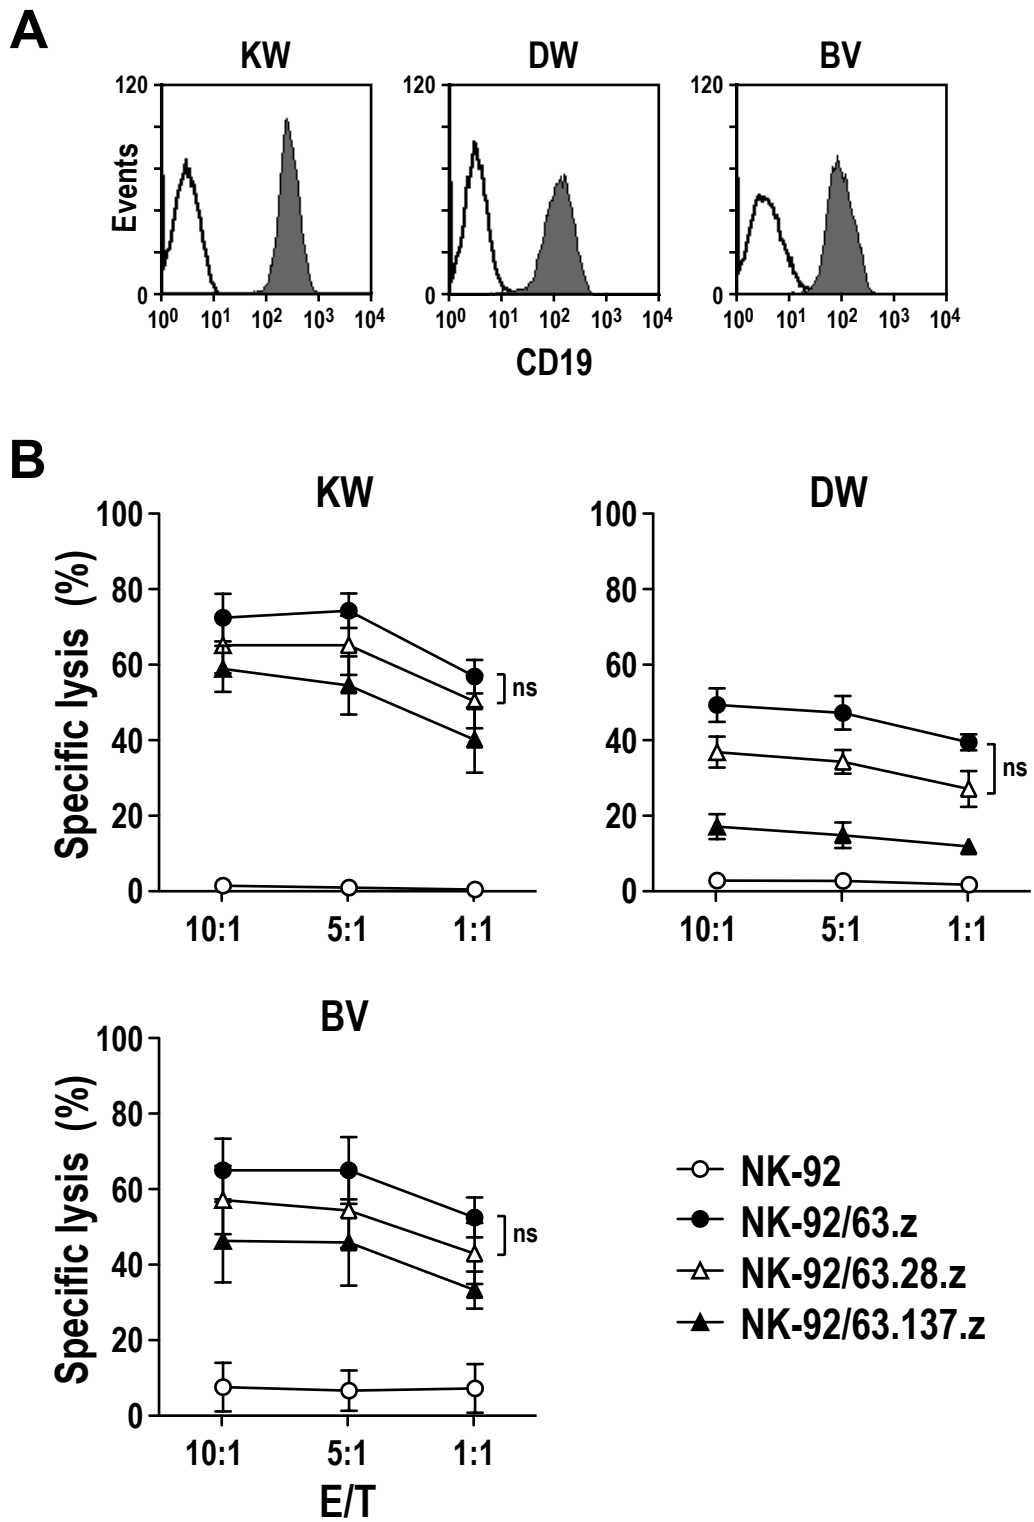 A
KW DW BV
120 120 120
Events
0 0 0
10⁰ 10¹ 10² 10³ 10⁴ 10⁰ 10¹ 10² 10³ 10⁴ 10⁰ 10¹ 10² 10³ 10⁴
CD19
B
KW
Specific lysis (%)
100
80
60
40
20
0
ns
10:1 5:1 1:1
DW
100
80
60
40
20
0
ns
10:1 5:1 1:1
BV
Specific lysis (%)
100
80
60
40
20
0
ns
10:1 5:1 1:1
E/T
NK-92
NK-92/63.z
NK-92/63.28.z
NK-92/63.137.z